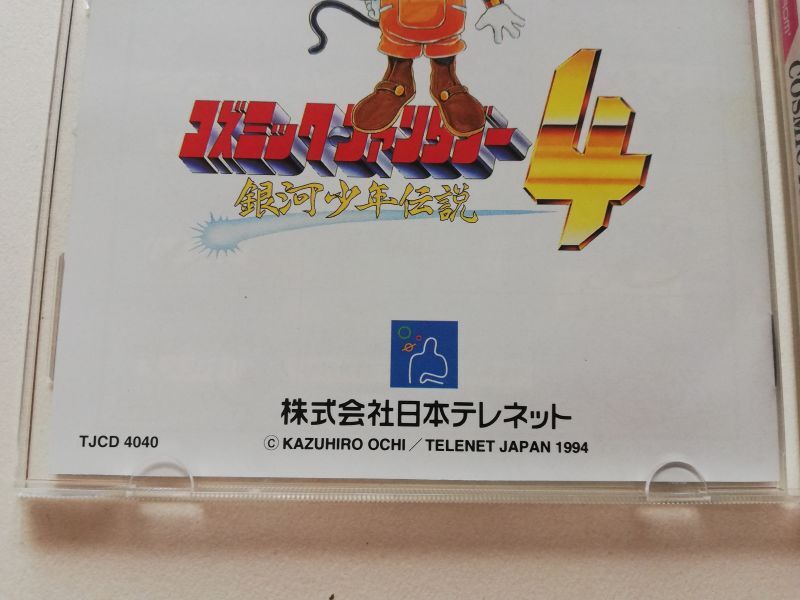 コズミック・ファンタジー4
銀河少年伝説
株式会社日本テレネット
TJCD 4040
© KAZUHIRO OCHI／TELENET JAPAN 1994
COSMIC